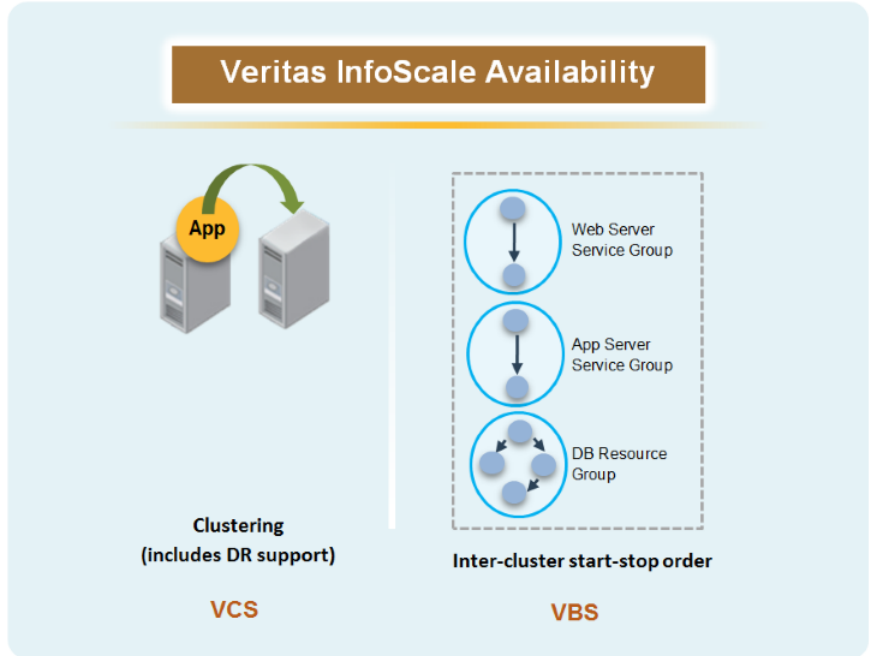 Veritas InfoScale Availability
App
Web Server
Service Group
App Server
Service Group
DB Resource
Group
Clustering
(includes DR support)
VCS
Inter-cluster start-stop order
VBS